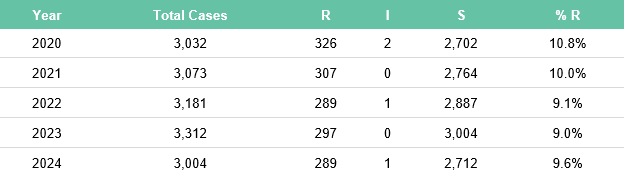 Year Total Cases R I S % R
2020 3,032 326 2 2,702 10.8%
2021 3,073 307 0 2,764 10.0%
2022 3,181 289 1 2,887 9.1%
2023 3,312 297 0 3,004 9.0%
2024 3,004 289 1 2,712 9.6%